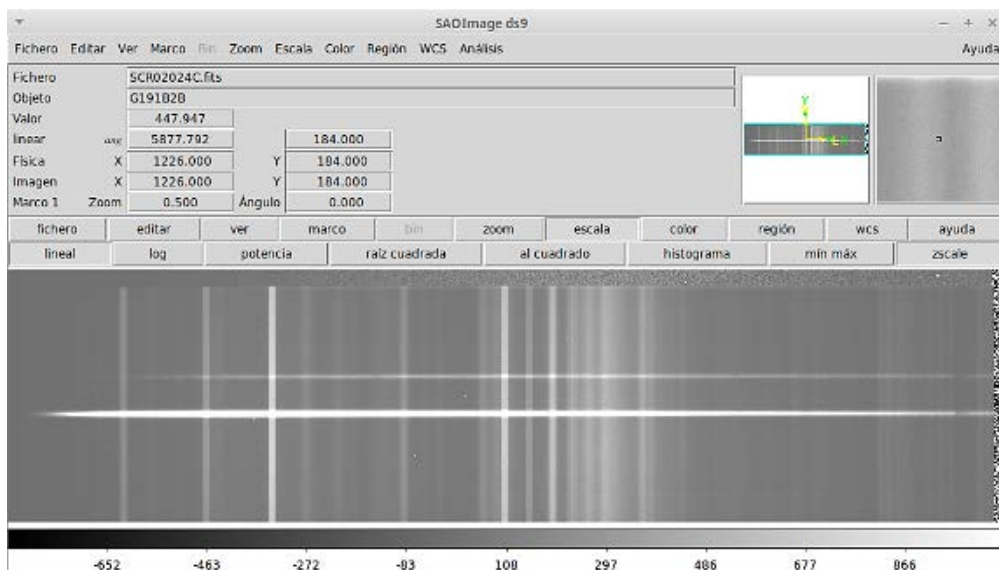 SAOImage ds9
Fichero Editar Ver Marco Bin Zoom Escala Color Región WCS Análisis Ayuda
Fichero SCR02024C.fits
Objeto G191B2B
Valor 447.947
linear ang 5877.792 184.000
Física X 1226.000 Y 184.000
Imagen X 1226.000 Y 184.000
Marco 1 Zoom 0.500 Ángulo 0.000
Y
E
fichero editar ver marco bin zoom escala color región wcs ayuda
lineal log potencia raíz cuadrada al cuadrado histograma mín máx zscale
-652 -463 -272 -83 108 297 486 677 866